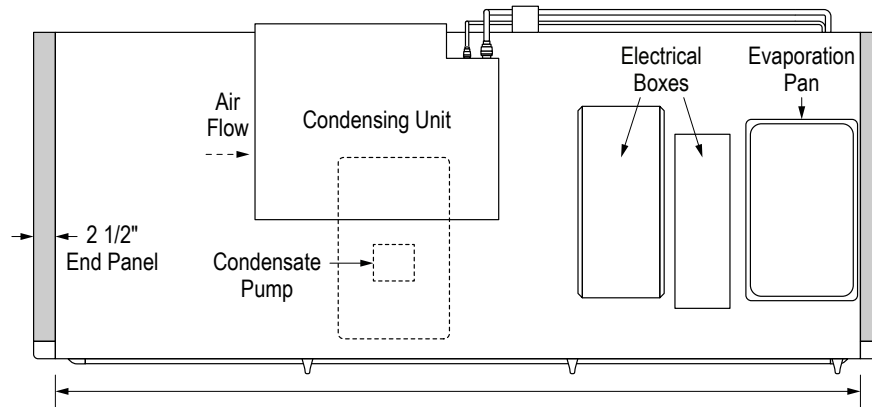 Electrical
Boxes
Evaporation
Pan
Air
Flow
Condensing Unit
2 1/2"
End Panel
Condensate
Pump